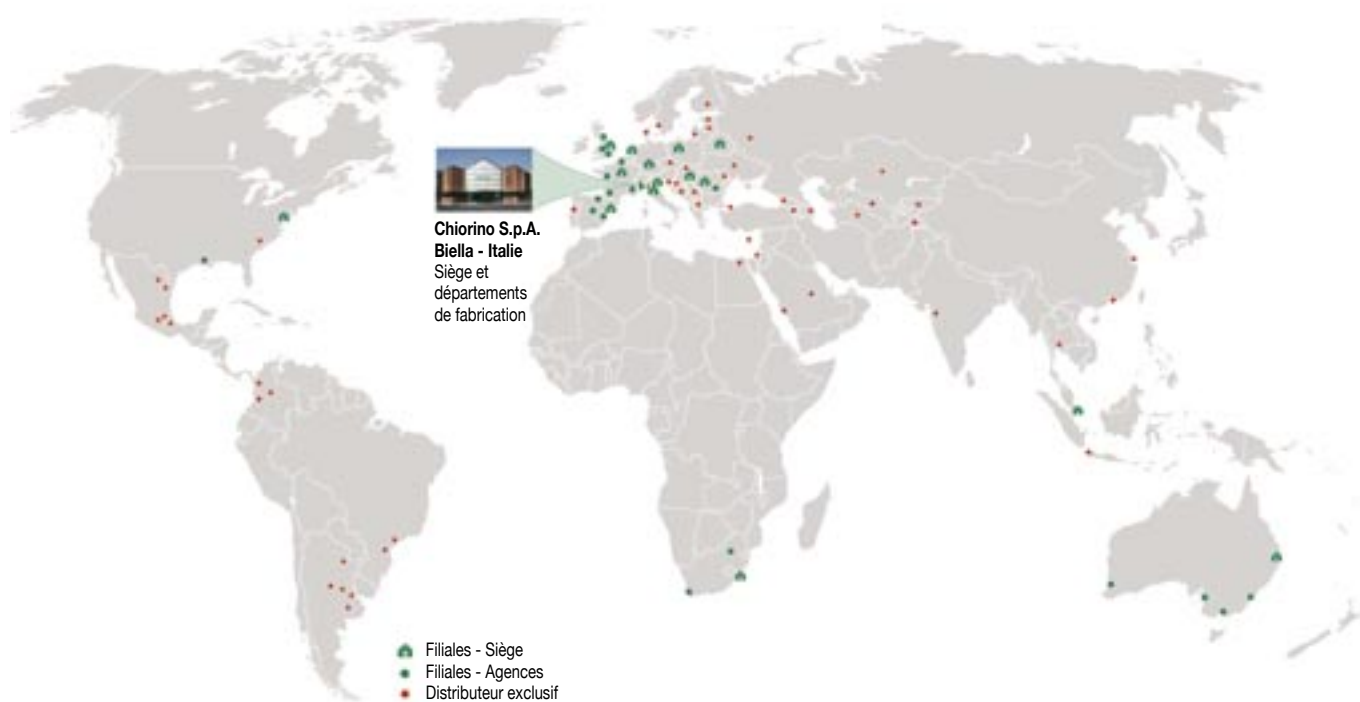 Chiorino S.p.A.
Biella - Italie
Siège et
départements
de fabrication
Filiales - Siège
Filiales - Agences
Distributeur exclusif